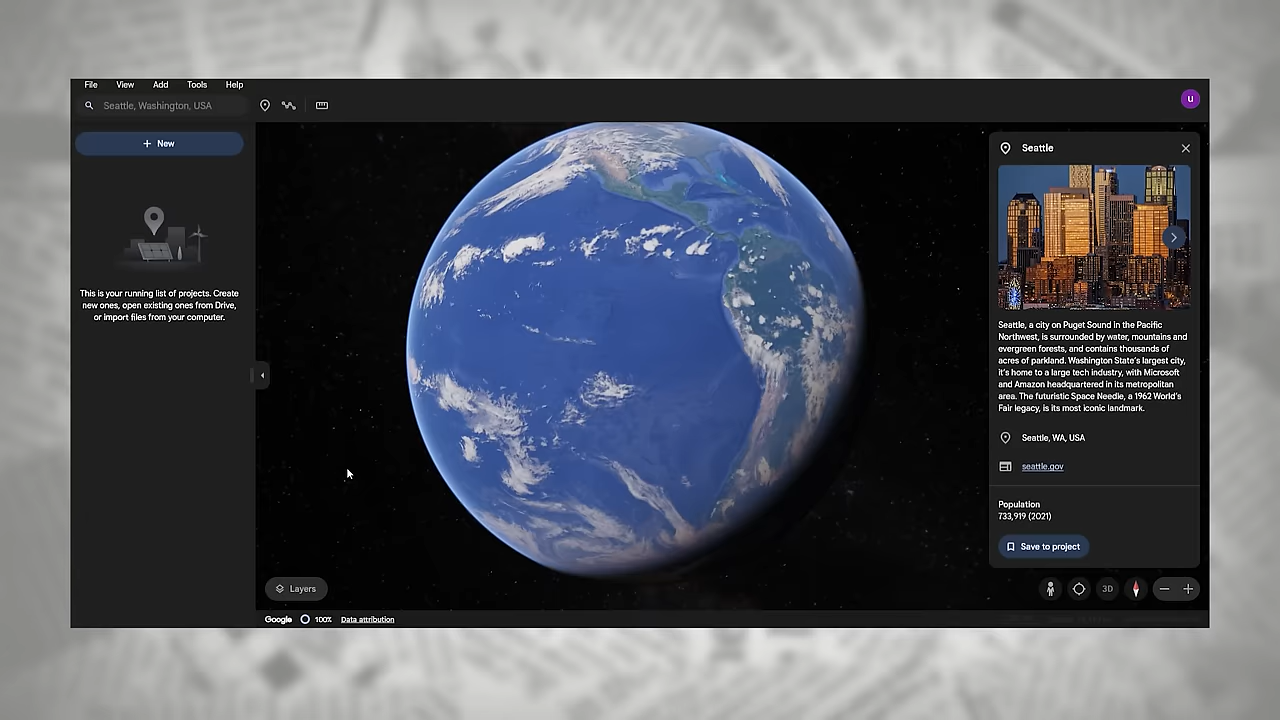 File View Add Tools Help
Seattle, Washington, USA
u
New
This is your running list of projects. Create
new ones, open existing ones from Drive,
or import files from your computer.
Seattle
Seattle, a city on Puget Sound in the Pacific
Northwest, is surrounded by water, mountains and
evergreen forests, and contains thousands of
acres of parkland. Washington State's largest city,
it's home to a large tech industry, with Microsoft
and Amazon headquartered in its metropolitan
area. The futuristic Space Needle, a 1962 World's
Fair legacy, is its most iconic landmark.
Seattle, WA, USA
seattle.gov
Population
733,919 (2021)
Save to project
Layers
3D
Google 100% Data attribution